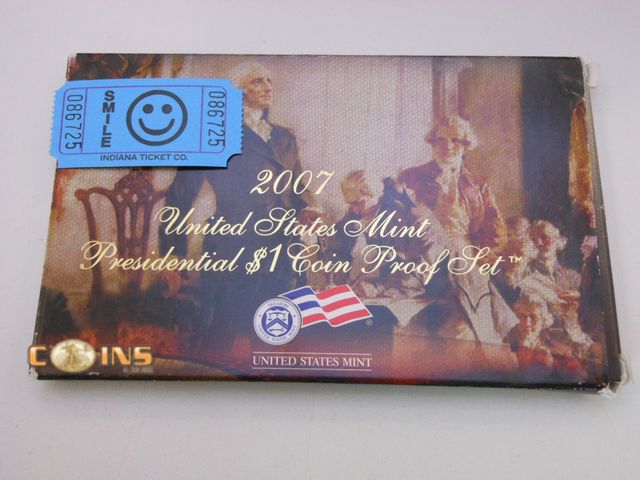 086725
SMILE
086725
INDIANA TICKET CO.
2007
United States Mint
Presidential $1 Coin Proof Set™
UNITED STATES MINT
COINS